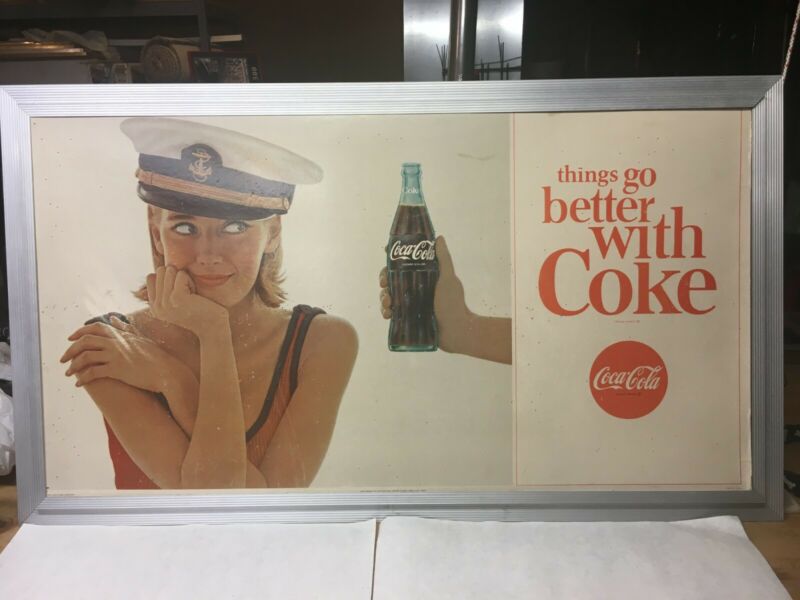 things go
better
with
Coke
Coca-Cola
Coke
Coca-Cola